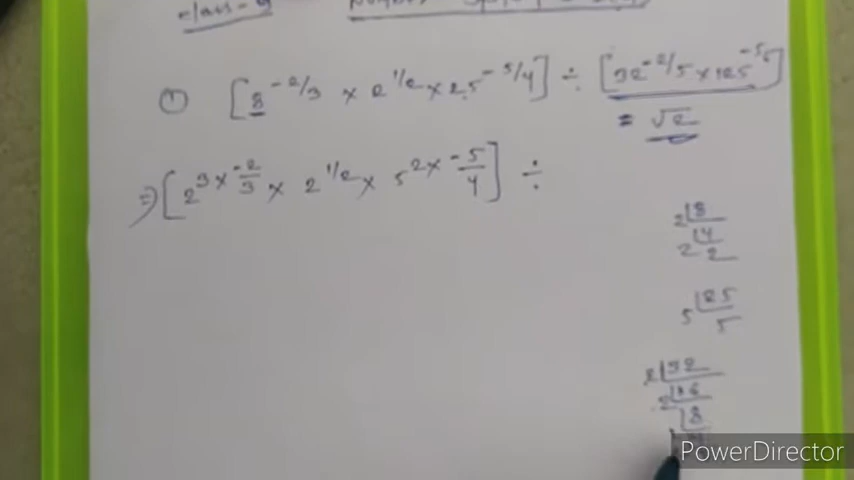 class-9
① [8^-2/3 × 2^1/2 × 25^-5/4] ÷ [32^-2/5 × 125^-5/6]
= √2
⇒ [2^3×-2/3 × 2^1/2 × 5^2×-5/4] ÷
2 | 8
2 | 4
2
5 | 25
5
2 | 32
2 | 16
8
PowerDirector